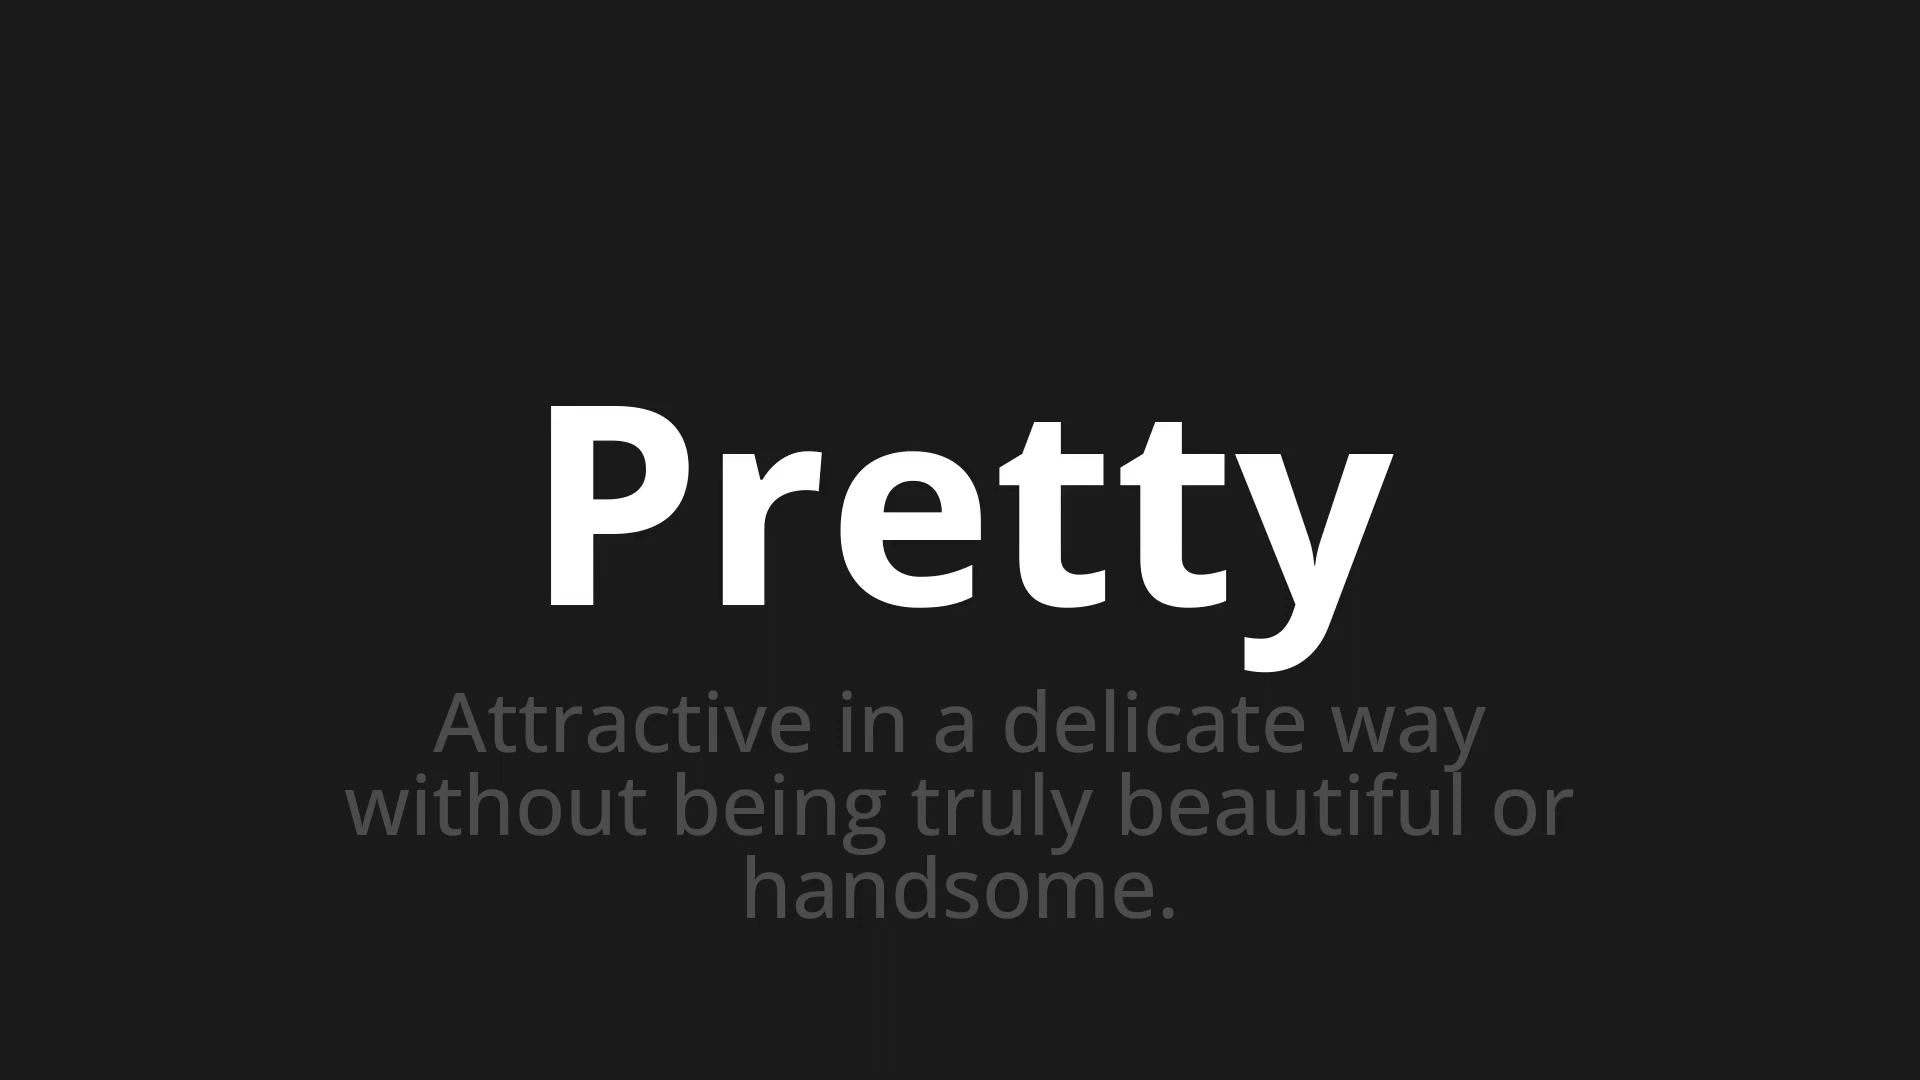 Pretty
Attractive in a delicate way
without being truly beautiful or
handsome.